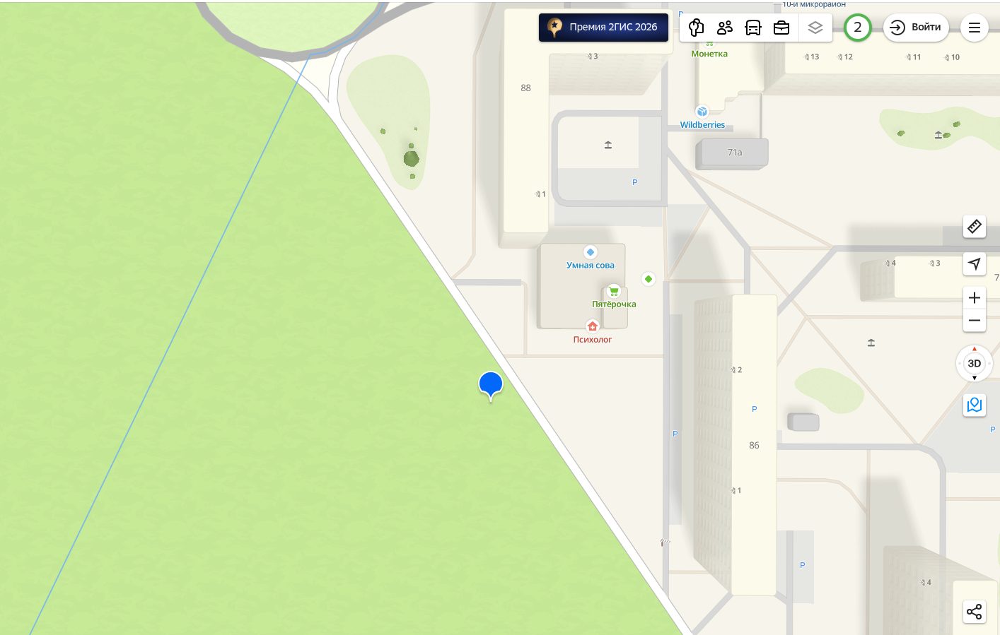 10-й микрорайон
P
Премия 2ГИС 2026
2
Войти
Монетка
3
13
12
11
10
88
Wildberries
71а
P
1
Умная сова
4
3
7
Пятёрочка
Психолог
2
3D
P
P
P
86
1
P
4